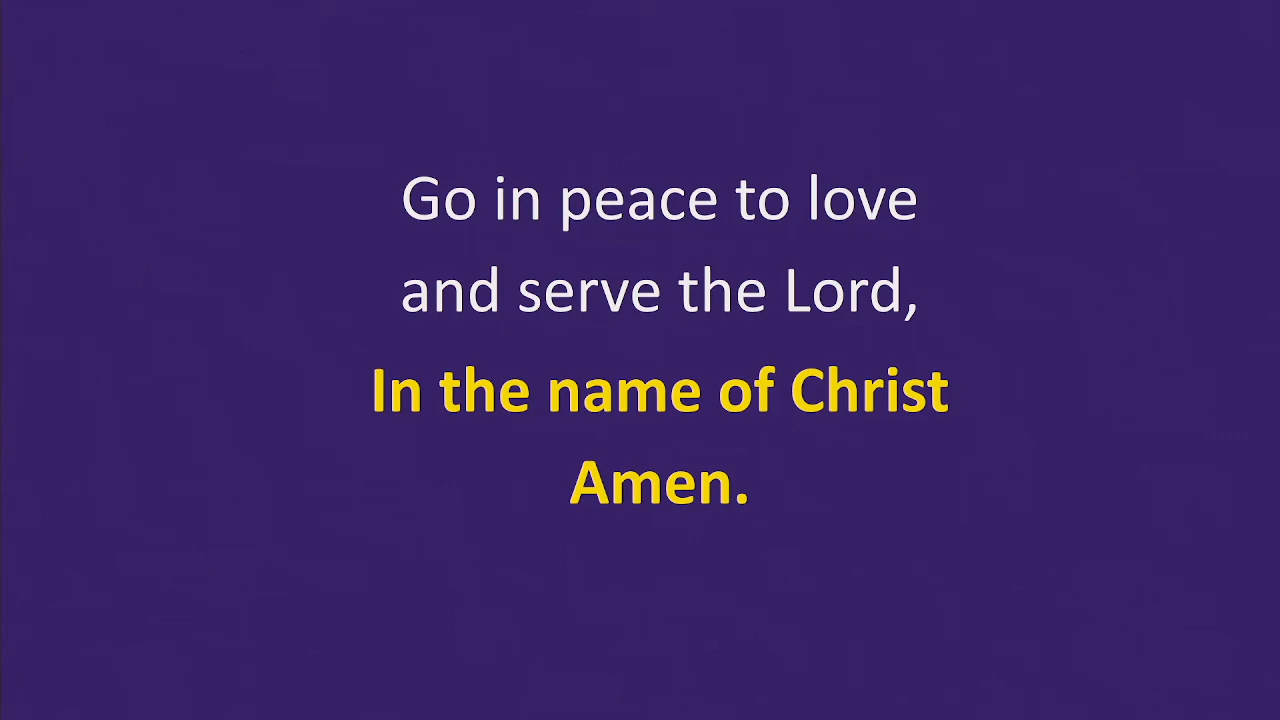 Go in peace to love
and serve the Lord,
In the name of Christ
Amen.